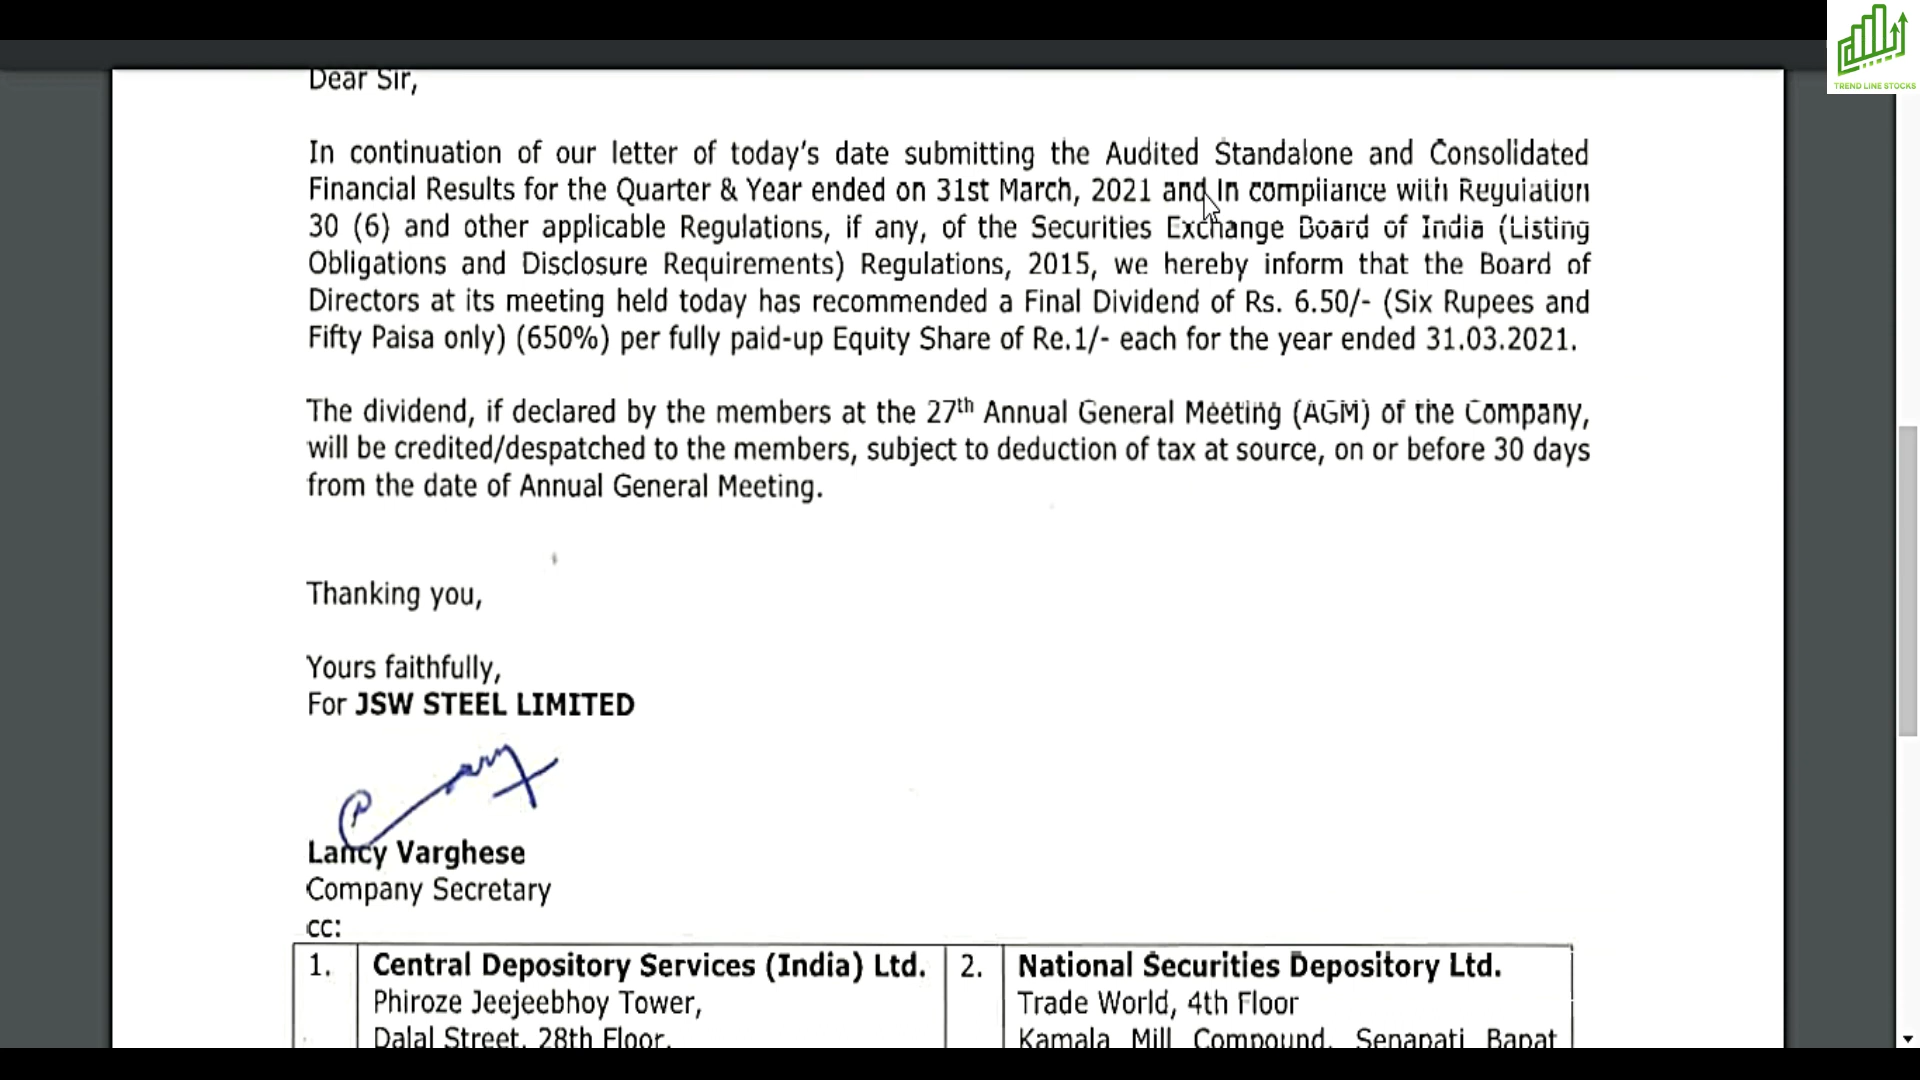 TREND LINE STOCKS
Dear Sir,
In continuation of our letter of today's date submitting the Audited Standalone and Consolidated
Financial Results for the Quarter & Year ended on 31st March, 2021 and In compliance with Regulation
30 (6) and other applicable Regulations, if any, of the Securities Exchange Board of India (Listing
Obligations and Disclosure Requirements) Regulations, 2015, we hereby inform that the Board of
Directors at its meeting held today has recommended a Final Dividend of Rs. 6.50/- (Six Rupees and
Fifty Paisa only) (650%) per fully paid-up Equity Share of Re.1/- each for the year ended 31.03.2021.
The dividend, if declared by the members at the 27th Annual General Meeting (AGM) of the Company,
will be credited/despatched to the members, subject to deduction of tax at source, on or before 30 days
from the date of Annual General Meeting.
Thanking you,
Yours faithfully,
For JSW STEEL LIMITED
Lancy Varghese
Company Secretary
cc:
1. Central Depository Services (India) Ltd.
Phiroze Jeejeebhoy Tower,
Dalal Street, 28th Floor,
2. National Securities Depository Ltd.
Trade World, 4th Floor
Kamala Mill Compound, Senapati Bapat